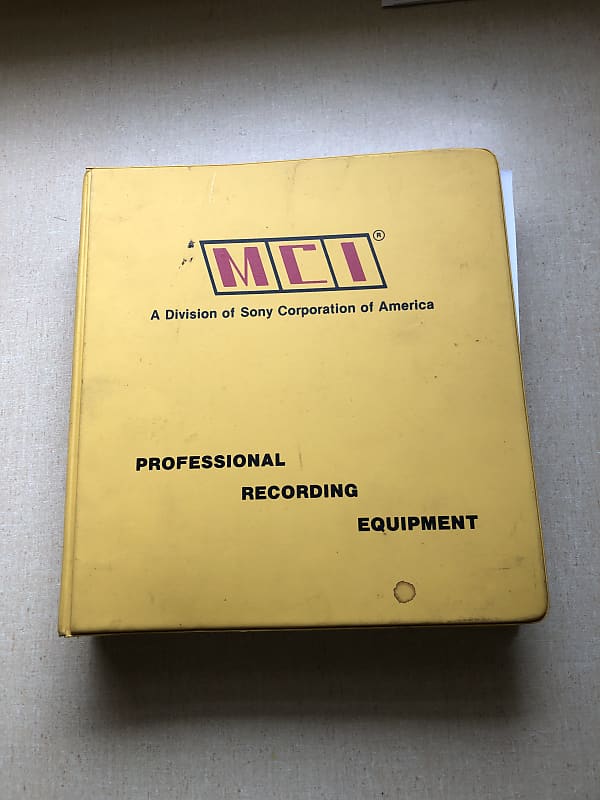 MCI®
A Division of Sony Corporation of America
PROFESSIONAL
RECORDING
EQUIPMENT